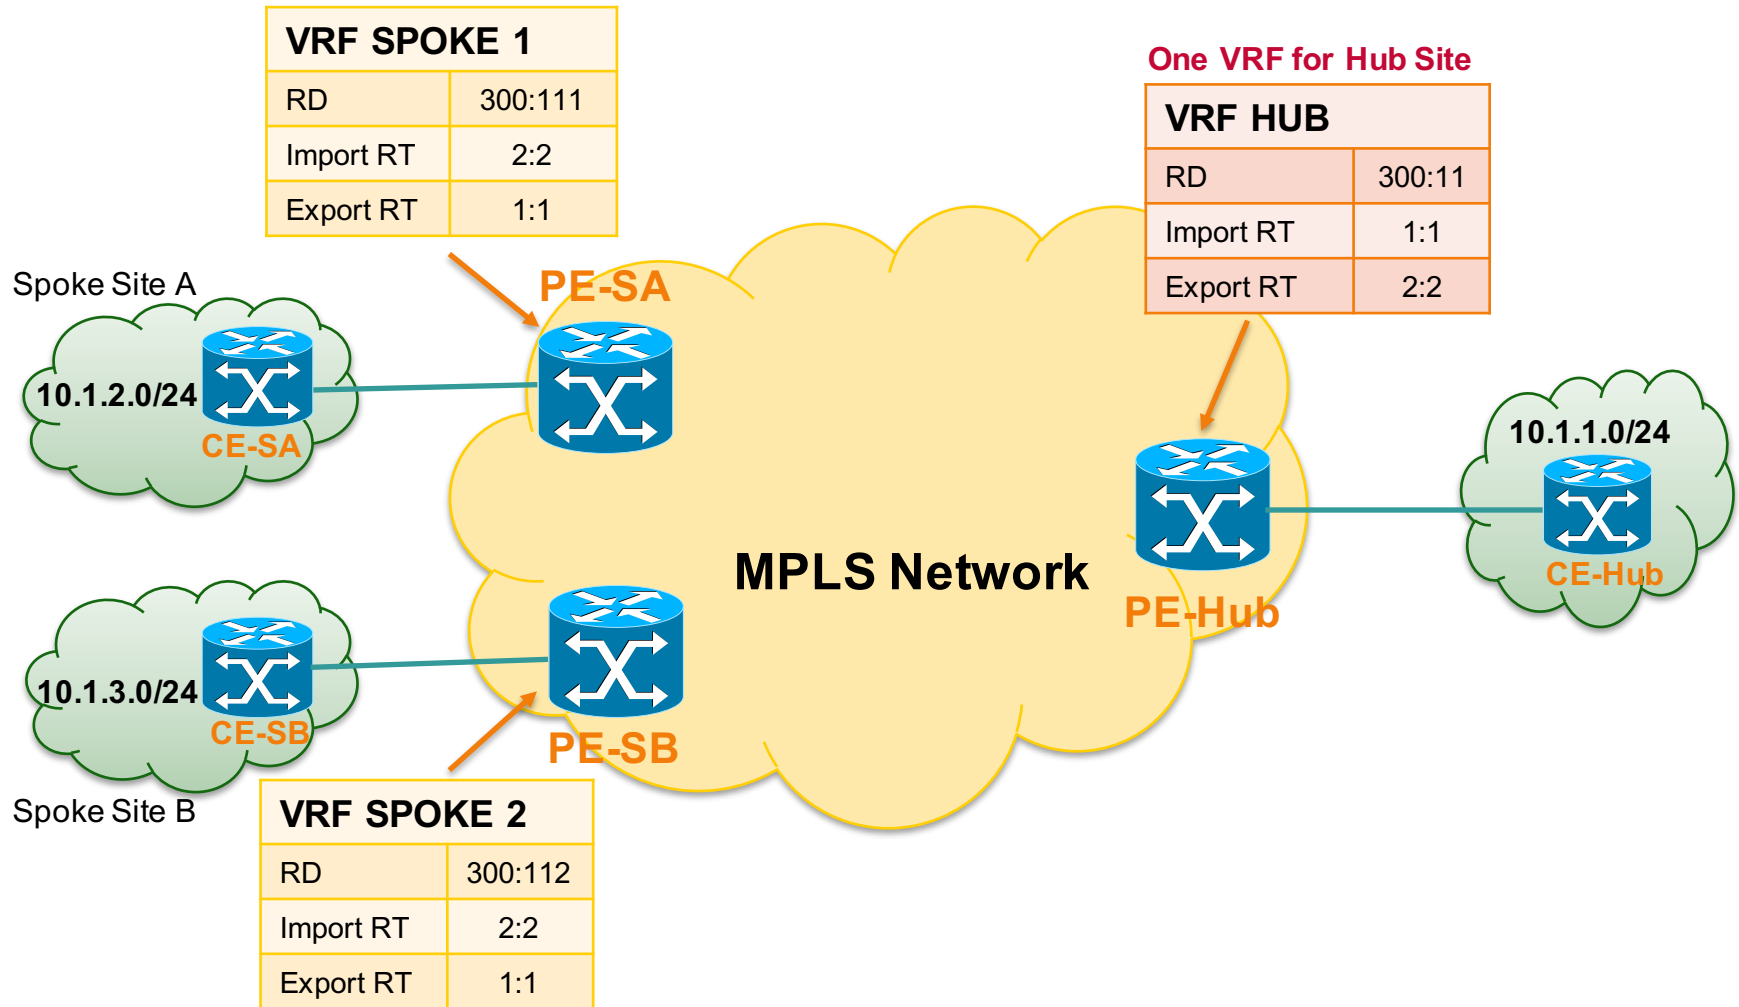 VRF SPOKE 1
RD 300:111
Import RT 2:2
Export RT 1:1
One VRF for Hub Site
VRF HUB
RD 300:11
Import RT 1:1
Export RT 2:2
Spoke Site A
PE-SA
10.1.2.0/24
CE-SA
10.1.1.0/24
MPLS Network
CE-Hub
PE-Hub
10.1.3.0/24
CE-SB
PE-SB
Spoke Site B
VRF SPOKE 2
RD 300:112
Import RT 2:2
Export RT 1:1